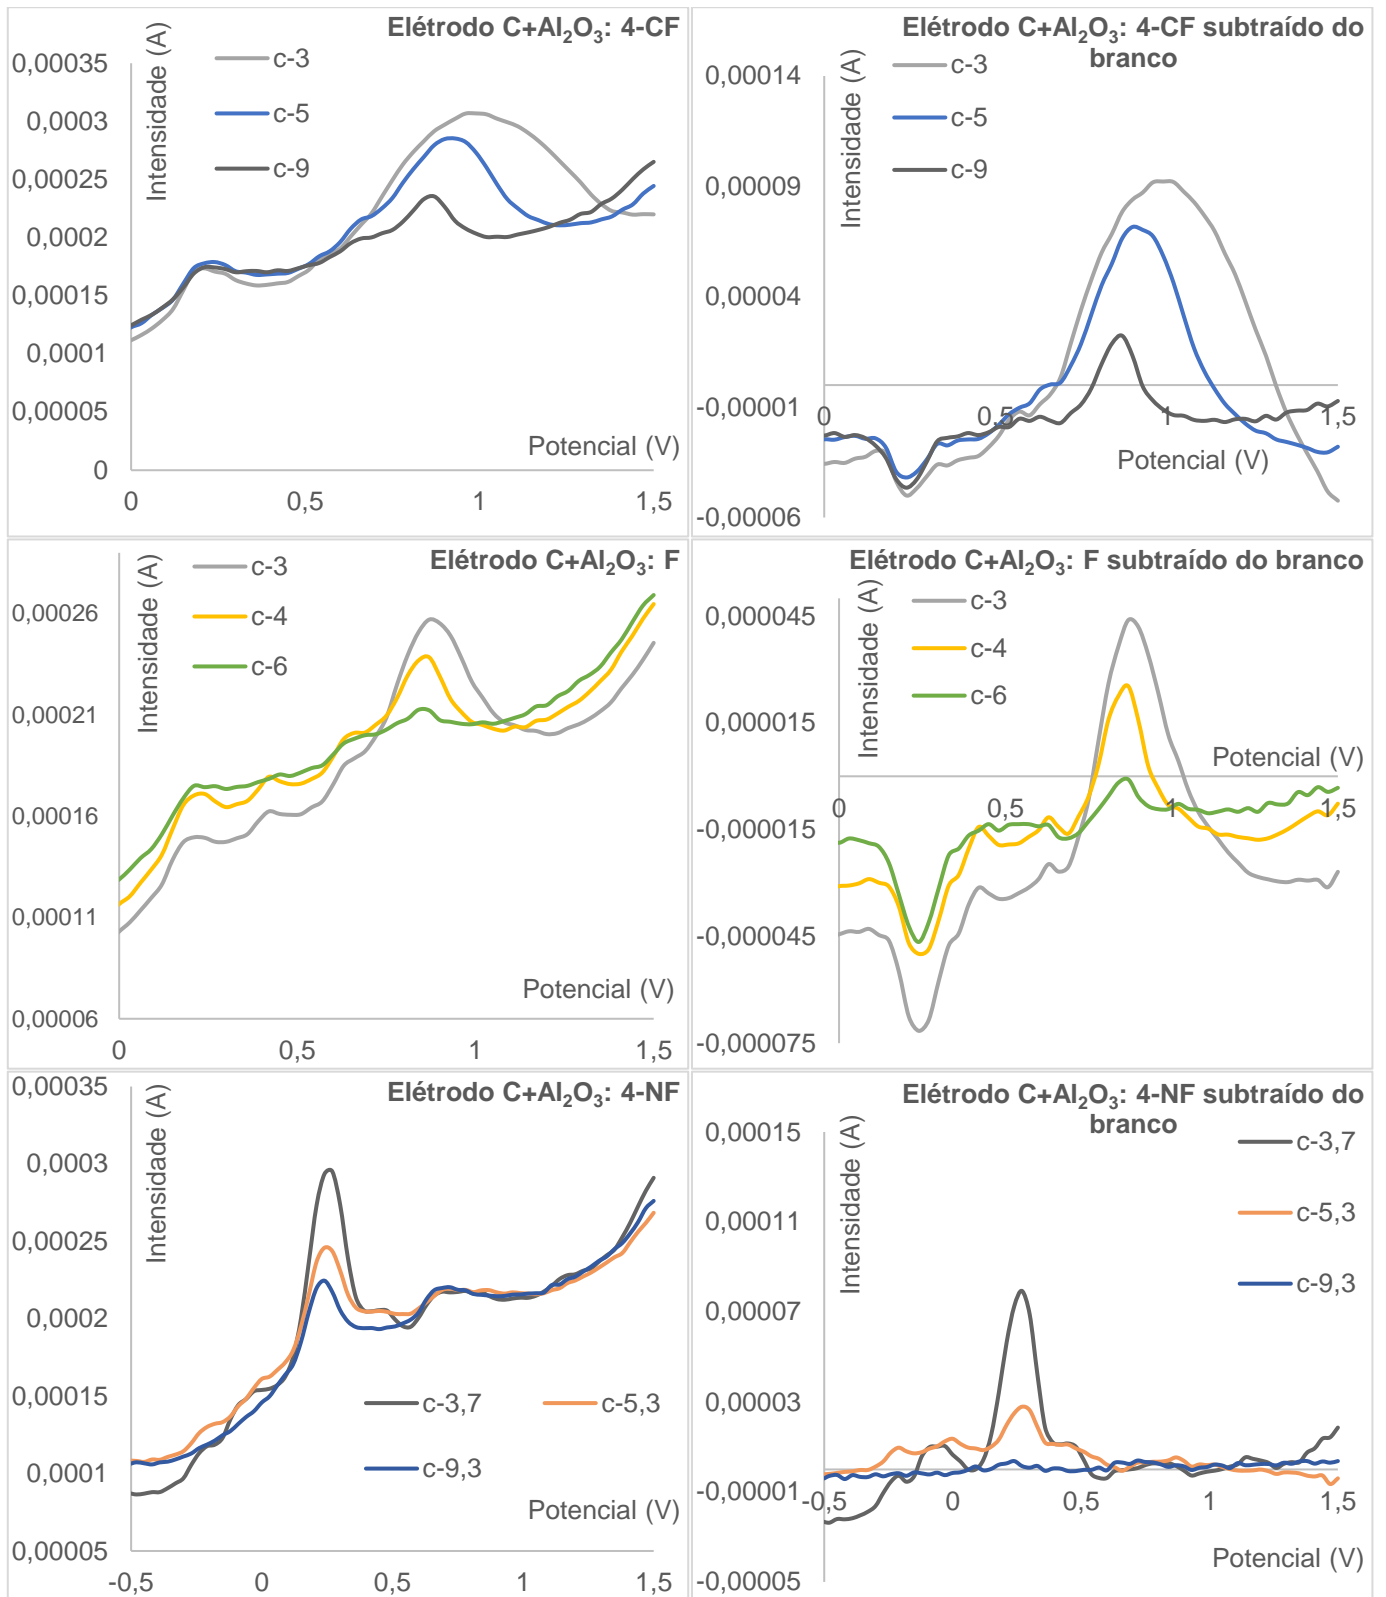 Elétrodo C+Al₂O₃: 4-CF
Intensidade (A)
c-3
c-5
c-9
0,00035
0,0003
0,00025
0,0002
0,00015
0,0001
0,00005
0
Potencial (V)
0 0,5 1 1,5
Elétrodo C+Al₂O₃: 4-CF subtraído do
branco
Intensidade (A)
c-3
c-5
c-9
0,00014
0,00009
0,00004
-0,00001
-0,00006
0 0,5 1 1,5
Potencial (V)
Elétrodo C+Al₂O₃: F
Intensidade (A)
c-3
c-4
c-6
0,00026
0,00021
0,00016
0,00011
0,00006
Potencial (V)
0 0,5 1 1,5
Elétrodo C+Al₂O₃: F subtraído do branco
Intensidade (A)
c-3
c-4
c-6
0,000045
0,000015
-0,000015
-0,000045
-0,000075
Potencial (V)
0 0,5 1 1,5
Elétrodo C+Al₂O₃: 4-NF
Intensidade (A)
0,00035
0,0003
0,00025
0,0002
0,00015
0,0001
0,00005
c-3,7 c-5,3
c-9,3
Potencial (V)
-0,5 0 0,5 1 1,5
Elétrodo C+Al₂O₃: 4-NF subtraído do
branco
Intensidade (A)
c-3,7
c-5,3
c-9,3
0,00015
0,00011
0,00007
0,00003
-0,00001
-0,00005
-0,5 0 0,5 1 1,5
Potencial (V)